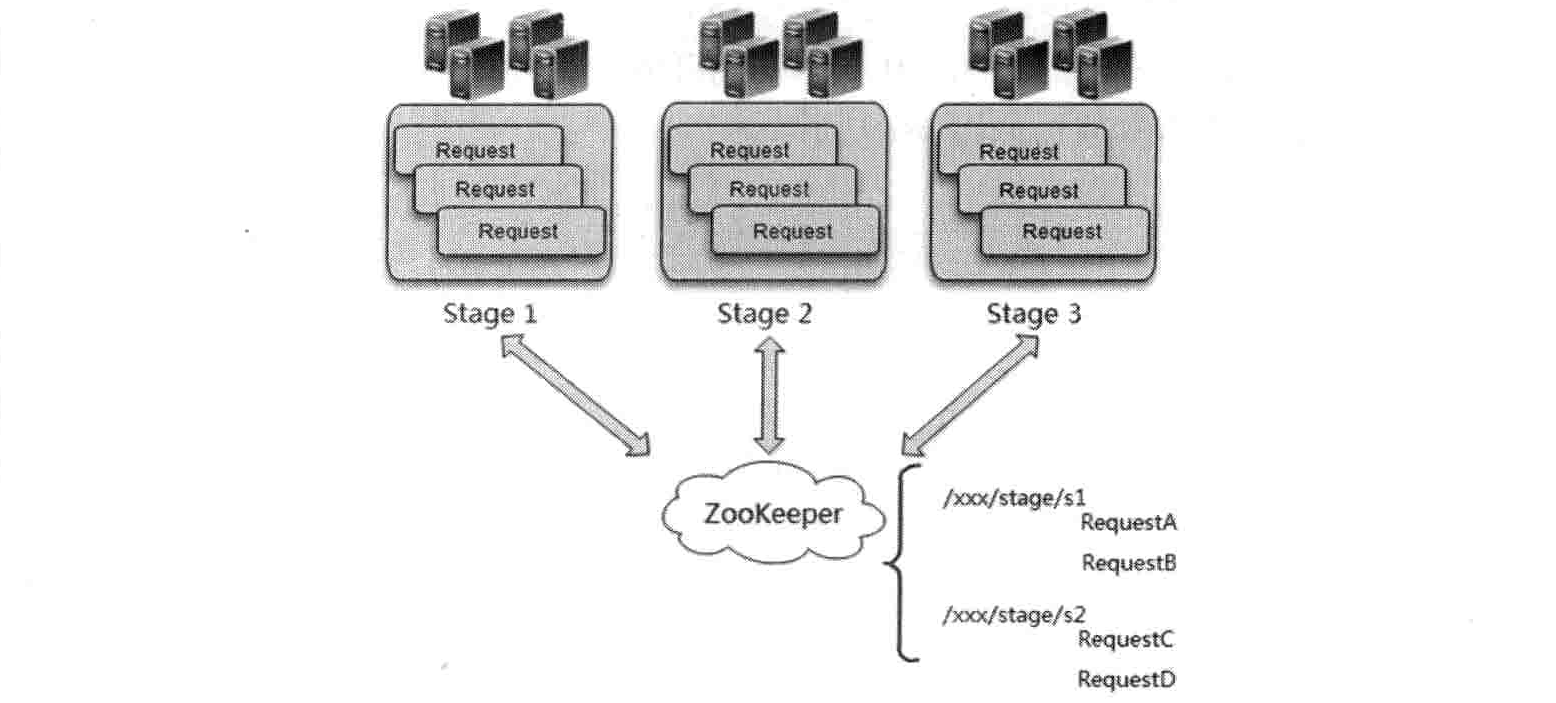 Request Request Request
Request Request Request
Request Request Request
Stage 1 Stage 2 Stage 3
ZooKeeper
/xxx/stage/s1
RequestA
RequestB
/xxx/stage/s2
RequestC
RequestD